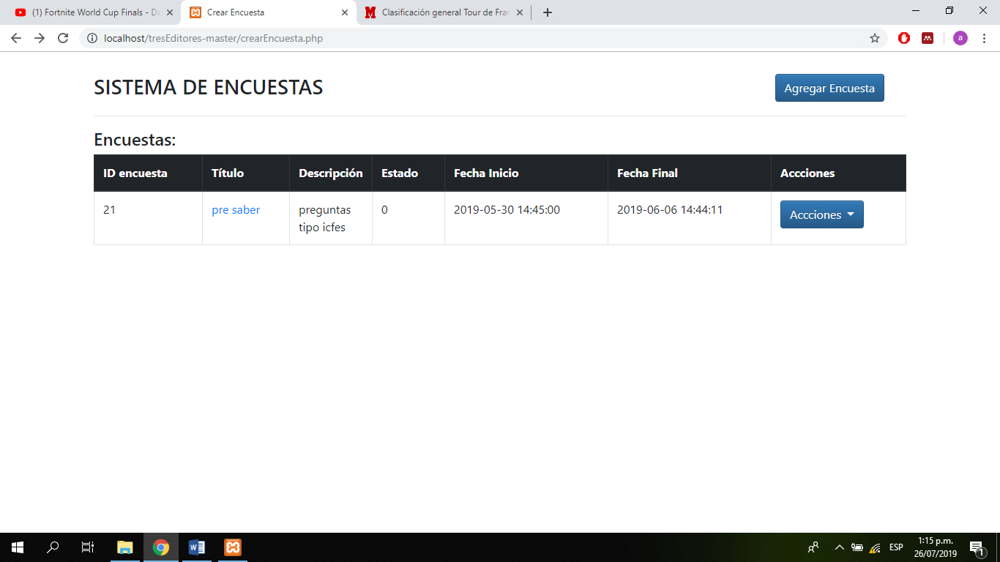 (1) Fortnite World Cup Finals - Da
Crear Encuesta
Clasificación general Tour de Fran
localhost/tresEditores-master/crearEncuesta.php
a
SISTEMA DE ENCUESTAS
Agregar Encuesta
Encuestas:
ID encuesta Título Descripción Estado Fecha Inicio Fecha Final Accciones
21 pre saber preguntas 0 2019-05-30 14:45:00 2019-06-06 14:44:11 Accciones
tipo icfes
ESP
1:15 p.m.
26/07/2019
1